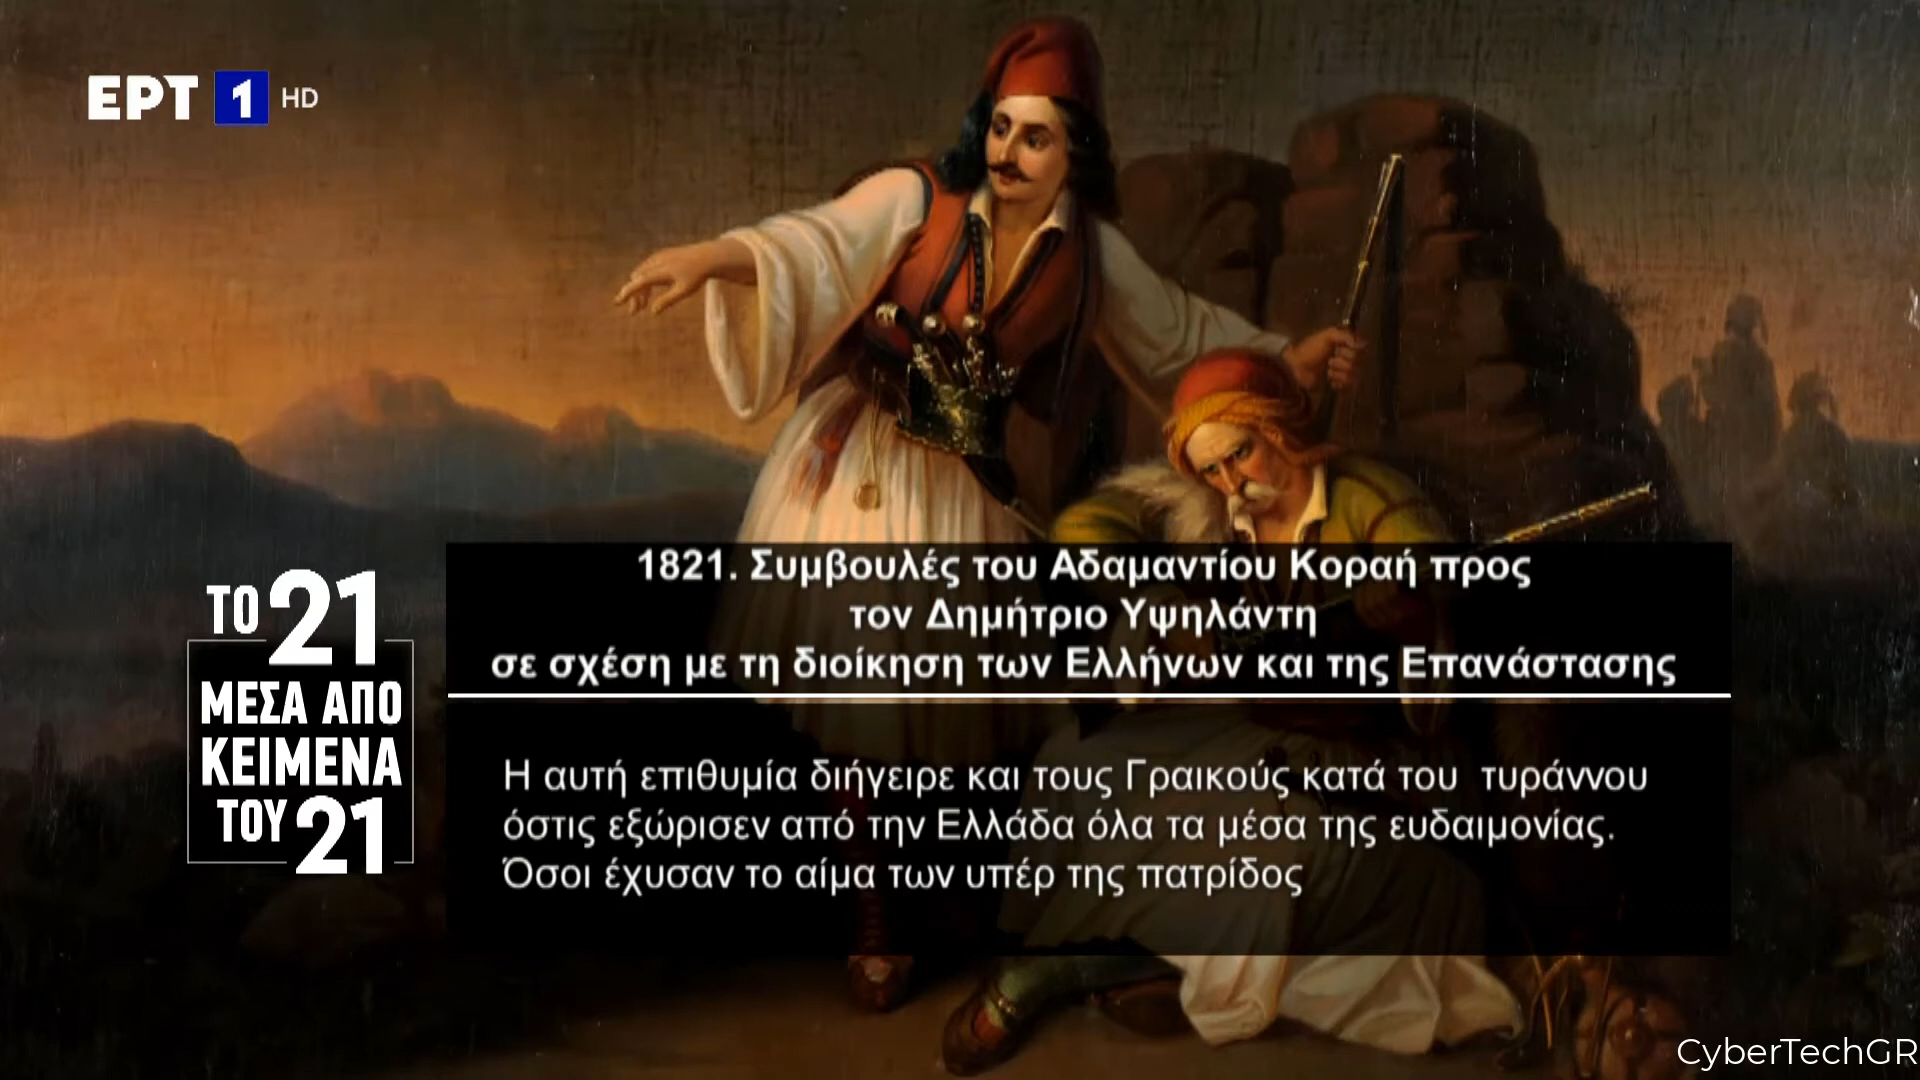 ΕΡΤ 1 HD
1821. Συμβουλές του Αδαμαντίου Κοραή προς
τον Δημήτριο Υψηλάντη
σε σχέση με τη διοίκηση των Ελλήνων και της Επανάστασης
ΤΟ 21
ΜΕΣΑ ΑΠΟ
ΚΕΙΜΕΝΑ
ΤΟΥ 21
Η αυτή επιθυμία διήγειρε και τους Γραικούς κατά του τυράννου
όστις εξώρισεν από την Ελλάδα όλα τα μέσα της ευδαιμονίας.
Όσοι έχυσαν το αίμα των υπέρ της πατρίδος
CyberTechGR